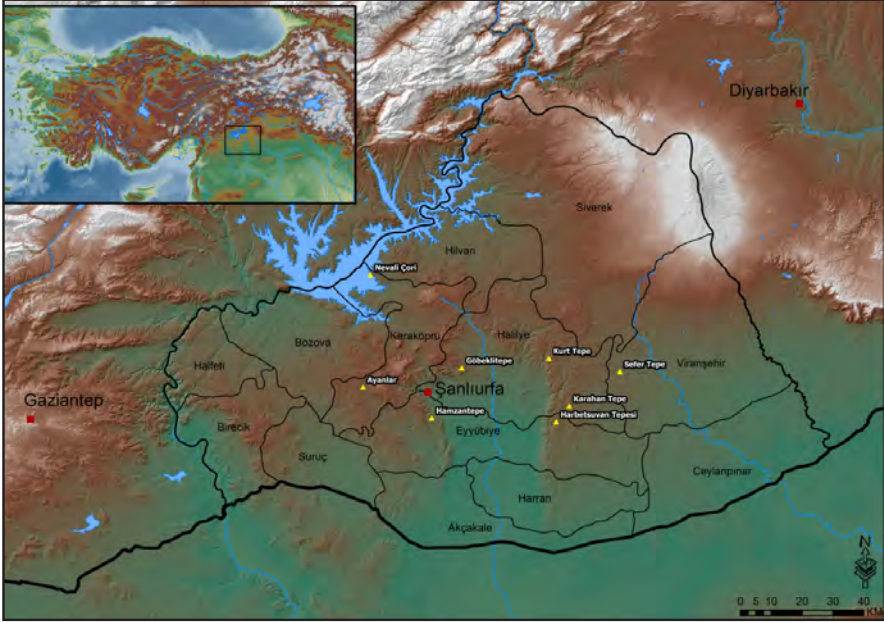 Diyarbakır
Siverek
Hilvan
Nevali Çori
Bozova
Karaköprü
Haliliye
Halfeti
Göbeklitepe
Kurt Tepe
Sefer Tepe
Viranşehir
Ayanlar
Şanlıurfa
Gaziantep
Karahan Tepe
Hamzantepe
Harbetsuvan Tepesi
Birecik
Eyyübiye
Suruç
Ceylanpınar
Harran
Akçakale
N
0 5 10 20 30 40
KM